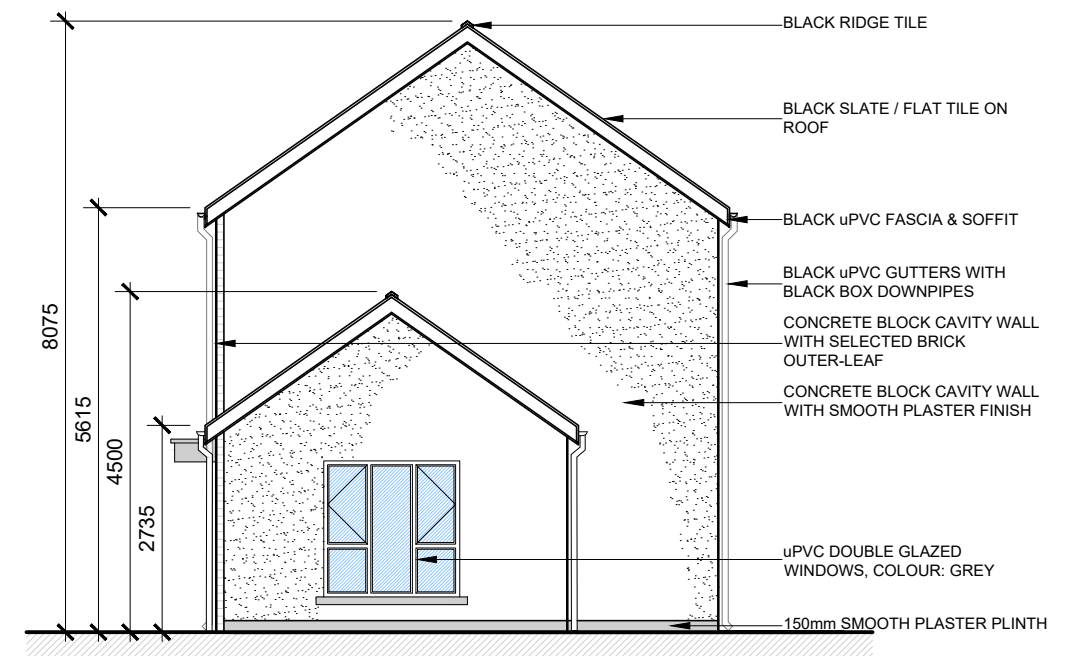 BLACK RIDGE TILE
BLACK SLATE / FLAT TILE ON
ROOF
BLACK uPVC FASCIA & SOFFIT
BLACK uPVC GUTTERS WITH
BLACK BOX DOWNPIPES
CONCRETE BLOCK CAVITY WALL
WITH SELECTED BRICK
OUTER-LEAF
CONCRETE BLOCK CAVITY WALL
WITH SMOOTH PLASTER FINISH
uPVC DOUBLE GLAZED
WINDOWS, COLOUR: GREY
150mm SMOOTH PLASTER PLINTH
8075
5615
4500
2735